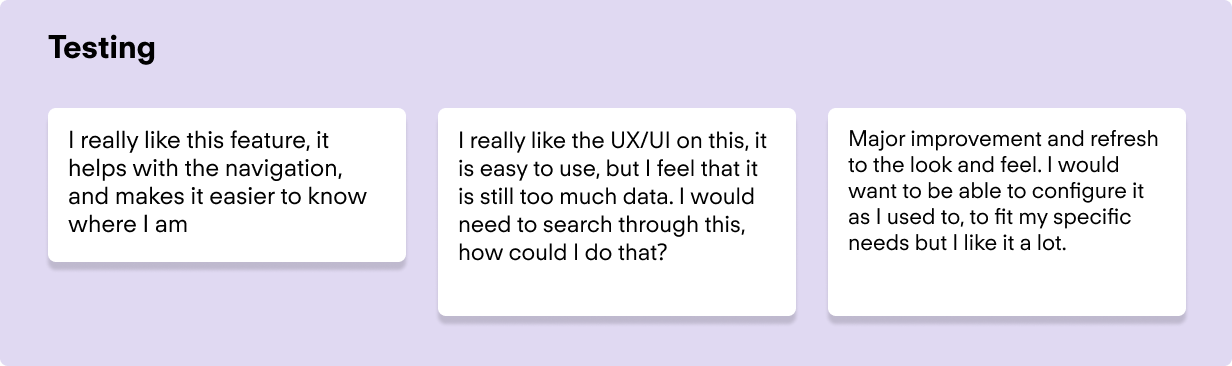 Testing
I really like this feature, it
helps with the navigation,
and makes it easier to know
where I am
I really like the UX/UI on this, it
is easy to use, but I feel that it
is still too much data. I would
need to search through this,
how could I do that?
Major improvement and refresh
to the look and feel. I would
want to be able to configure it
as I used to, to fit my specific
needs but I like it a lot.